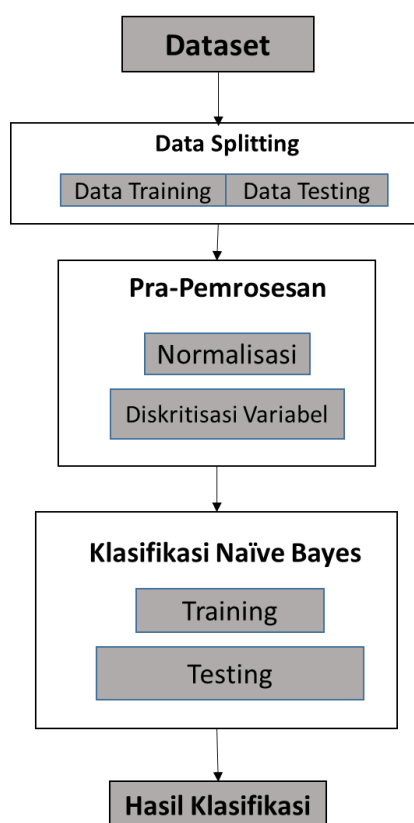 Dataset
Data Splitting
Data Training Data Testing
Pra-Pemrosesan
Normalisasi
Diskritisasi Variabel
Klasifikasi Naïve Bayes
Training
Testing
Hasil Klasifikasi